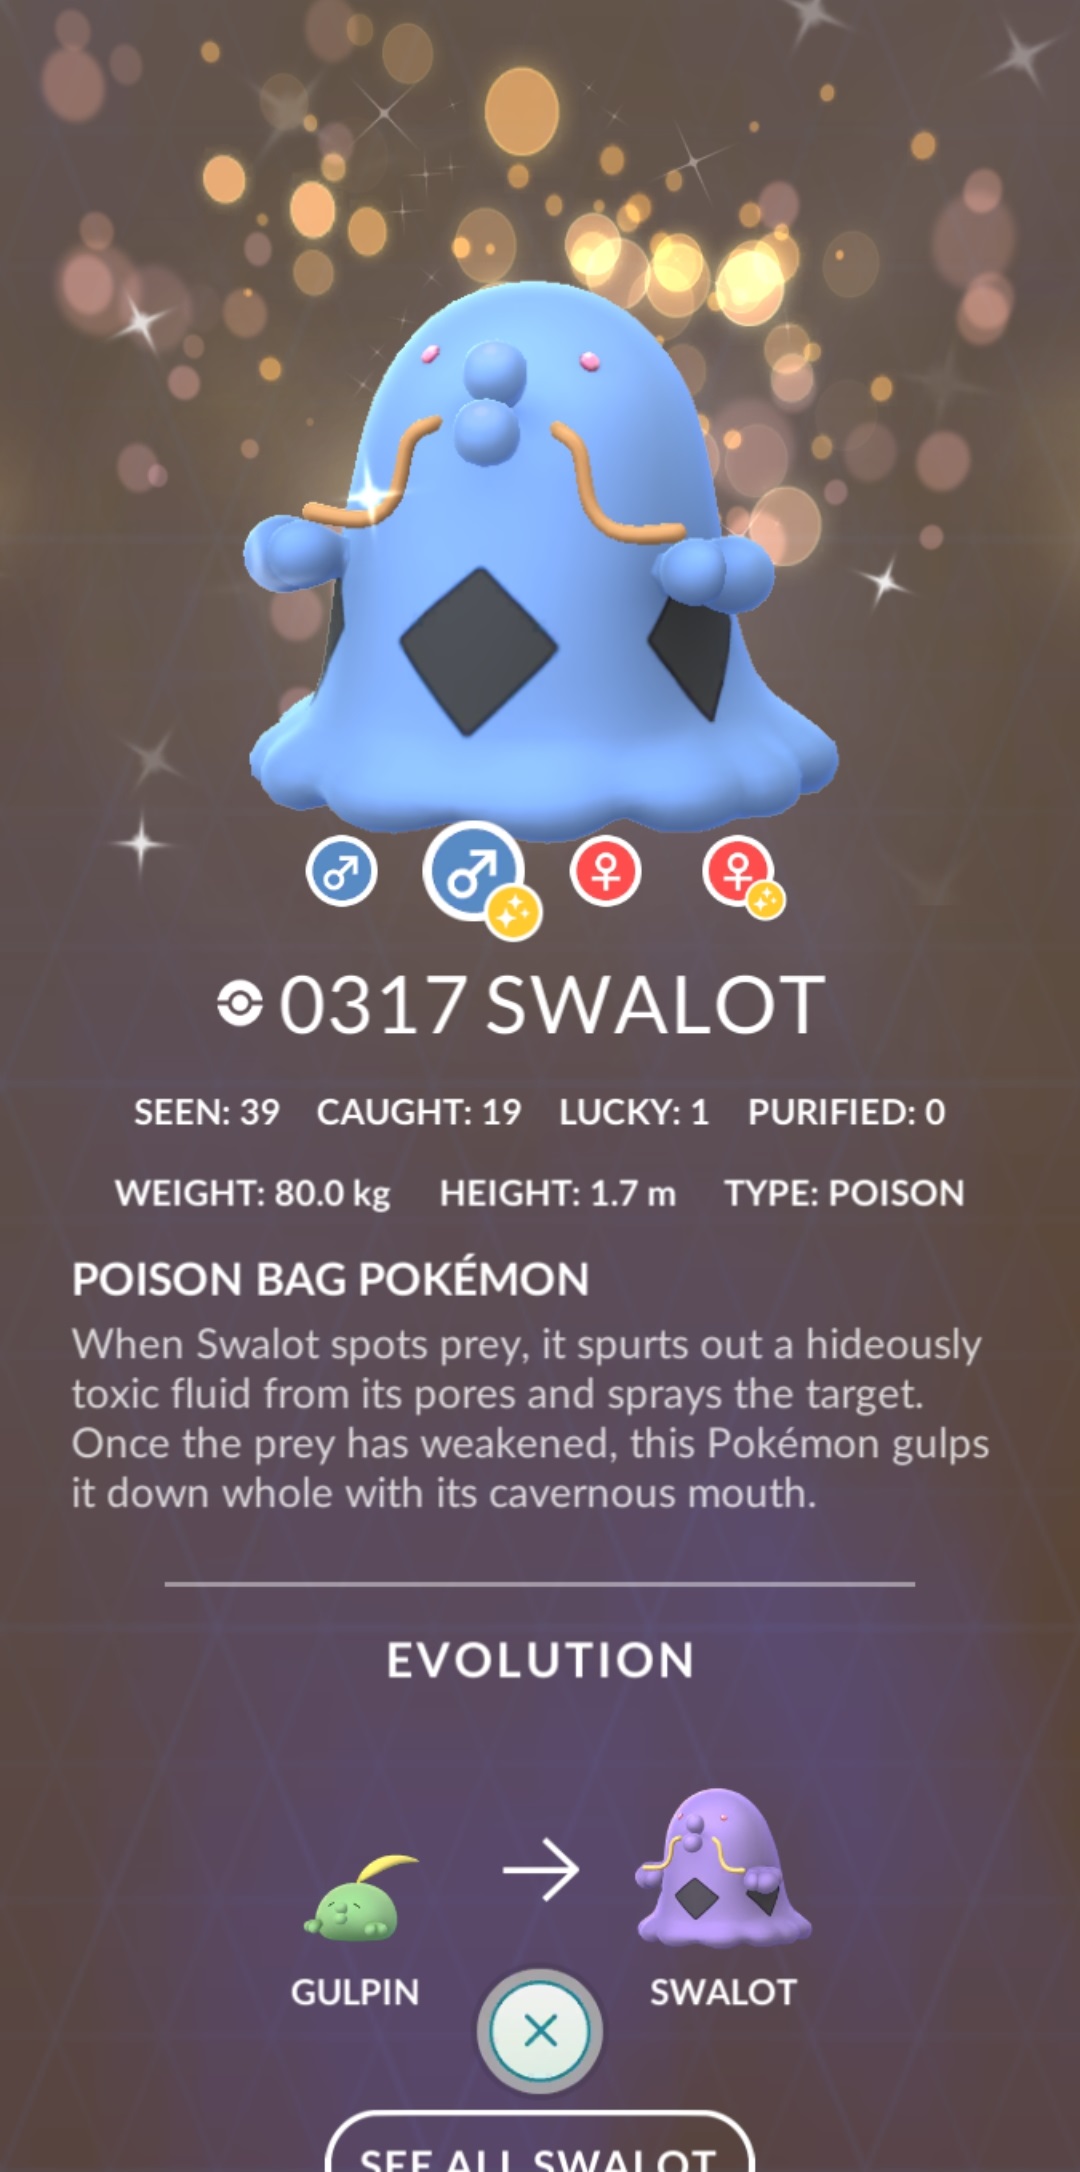 0317 SWALOT
SEEN: 39 CAUGHT: 19 LUCKY: 1 PURIFIED: 0
WEIGHT: 80.0 kg HEIGHT: 1.7 m TYPE: POISON
POISON BAG POKÉMON
When Swalot spots prey, it spurts out a hideously
toxic fluid from its pores and sprays the target.
Once the prey has weakened, this Pokémon gulps
it down whole with its cavernous mouth.
EVOLUTION
GULPIN SWALOT
SEE ALL SWALOT